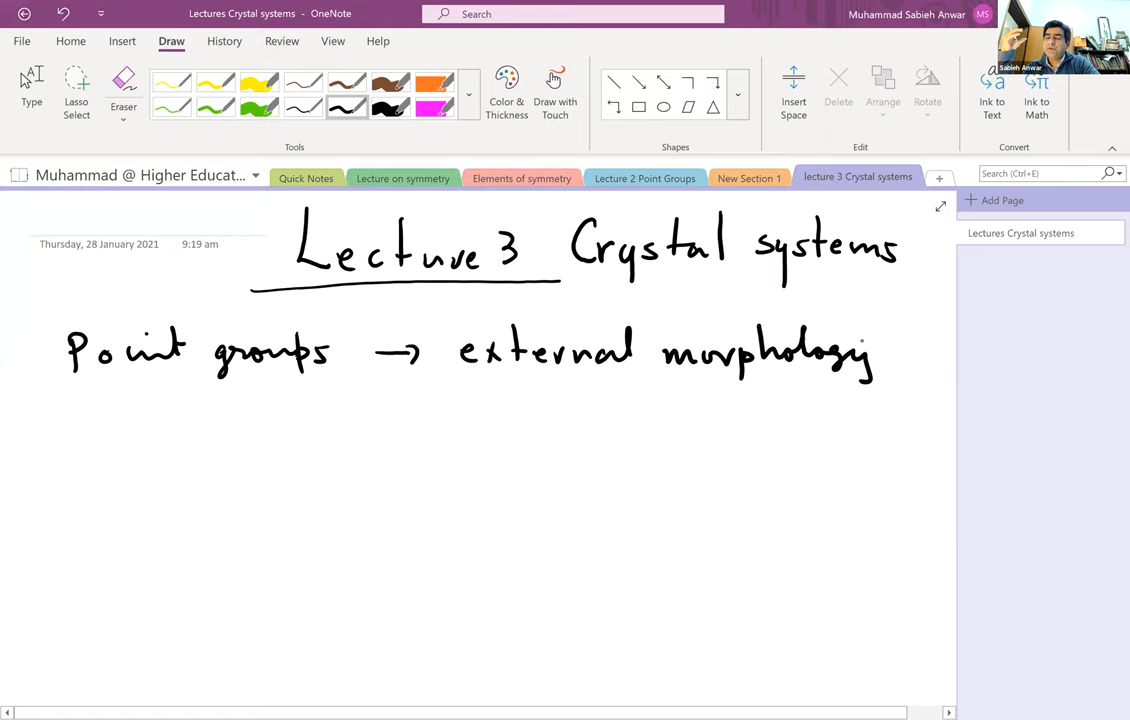 Lectures Crystal systems - OneNote
Search
Muhammad Sabieh Anwar MS
Sabieh Anwar
File Home Insert Draw History Review View Help
Type
Lasso Select
Eraser
Color & Thickness
Draw with Touch
Insert Space
Delete
Arrange
Rotate
Ink to Text
Ink to Math
Tools
Shapes
Edit
Convert
Muhammad @ Higher Educat...
Quick Notes
Lecture on symmetry
Elements of symmetry
Lecture 2 Point Groups
New Section 1
lecture 3 Crystal systems
Search (Ctrl+E)
Add Page
Lectures Crystal systems
Thursday, 28 January 2021 9:19 am
Lecture 3 Crystal systems
Point groups → external morphology